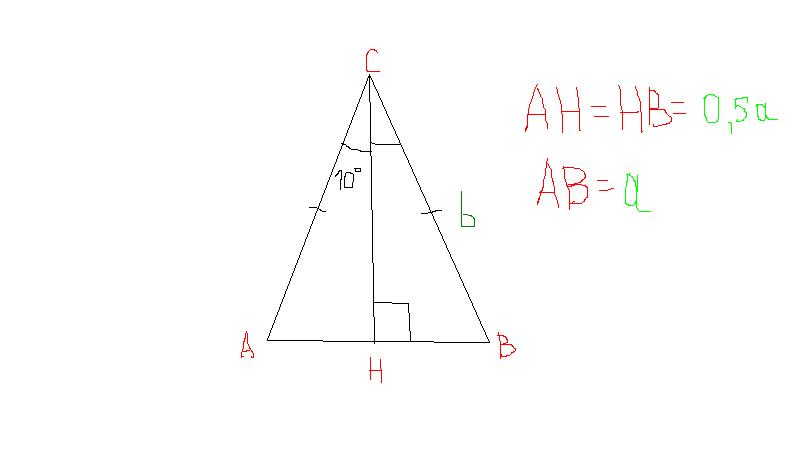 C
AH = HB = 0,5a
10°
AB = a
b
A
B
H